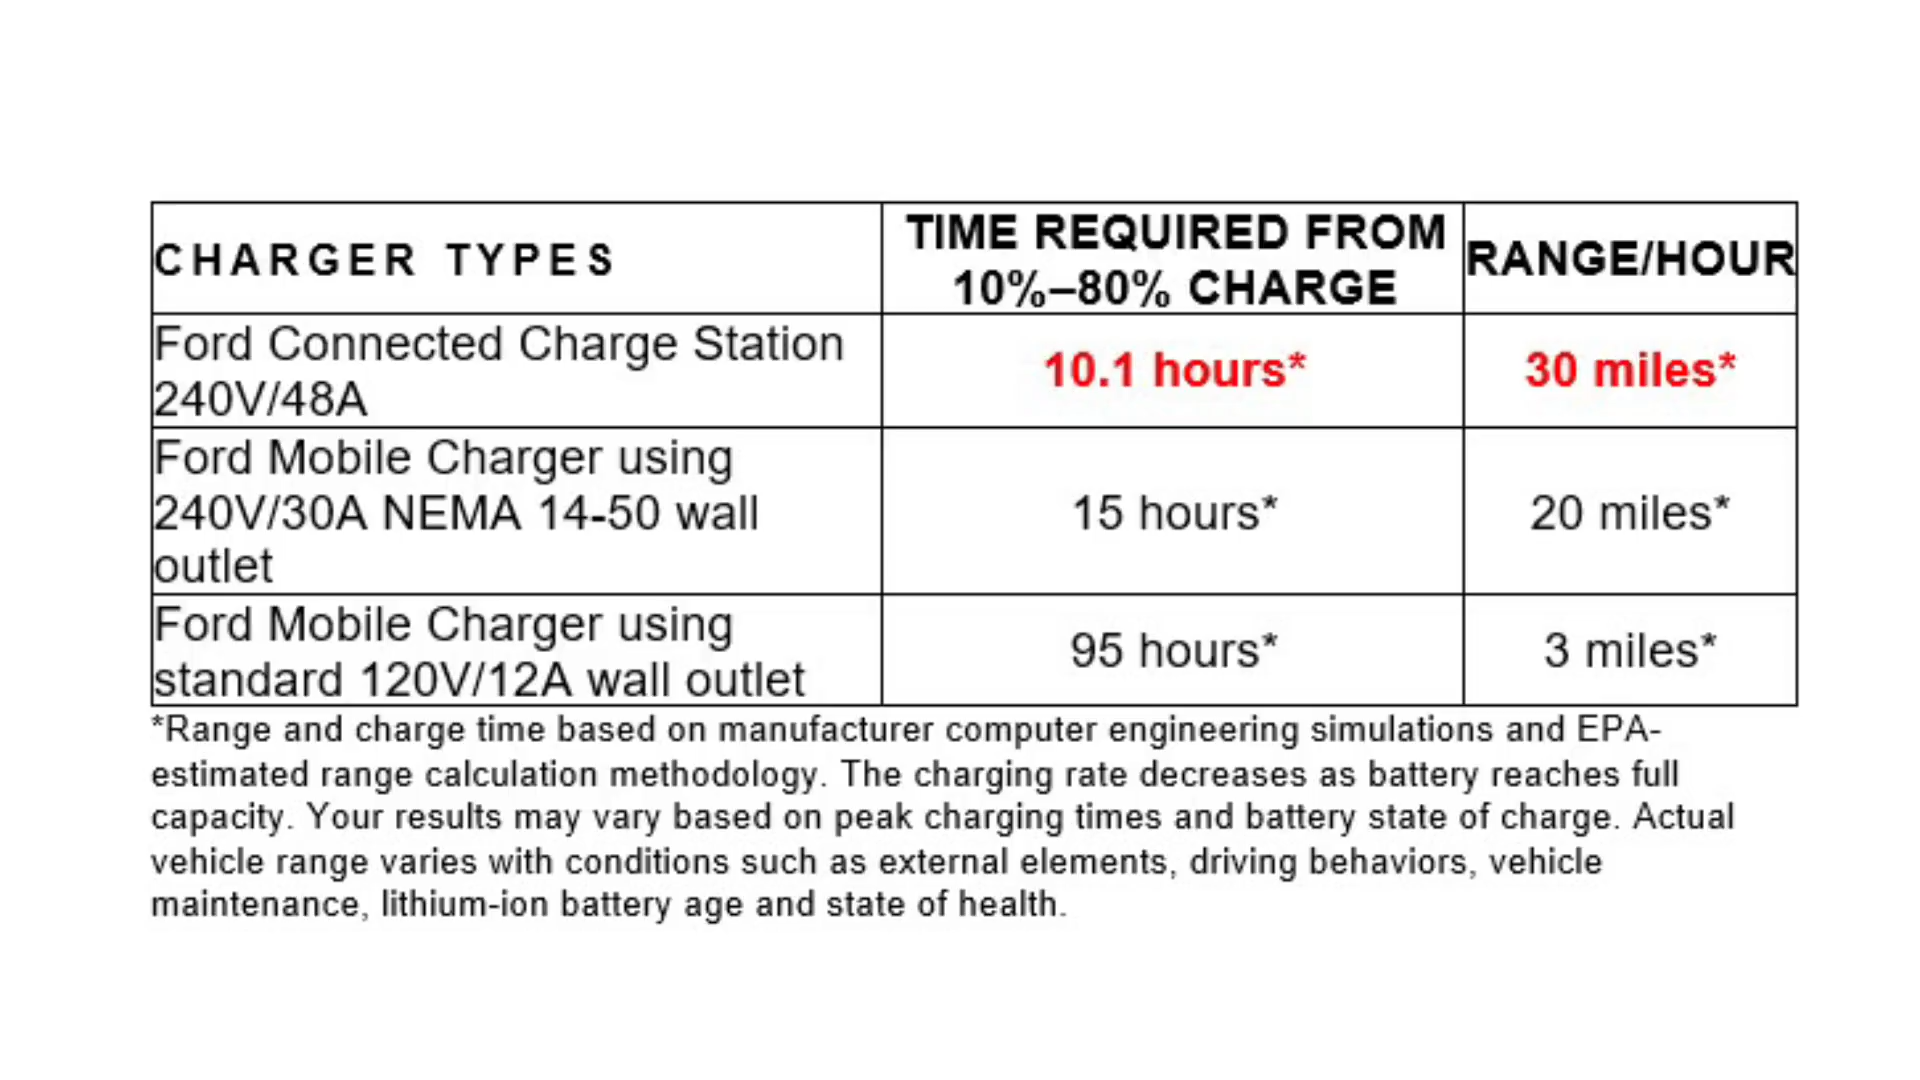 CHARGER TYPES
TIME REQUIRED FROM
10%–80% CHARGE
RANGE/HOUR
Ford Connected Charge Station
240V/48A
10.1 hours*
30 miles*
Ford Mobile Charger using
240V/30A NEMA 14-50 wall
outlet
15 hours*
20 miles*
Ford Mobile Charger using
standard 120V/12A wall outlet
95 hours*
3 miles*
*Range and charge time based on manufacturer computer engineering simulations and EPA-
estimated range calculation methodology. The charging rate decreases as battery reaches full
capacity. Your results may vary based on peak charging times and battery state of charge. Actual
vehicle range varies with conditions such as external elements, driving behaviors, vehicle
maintenance, lithium-ion battery age and state of health.